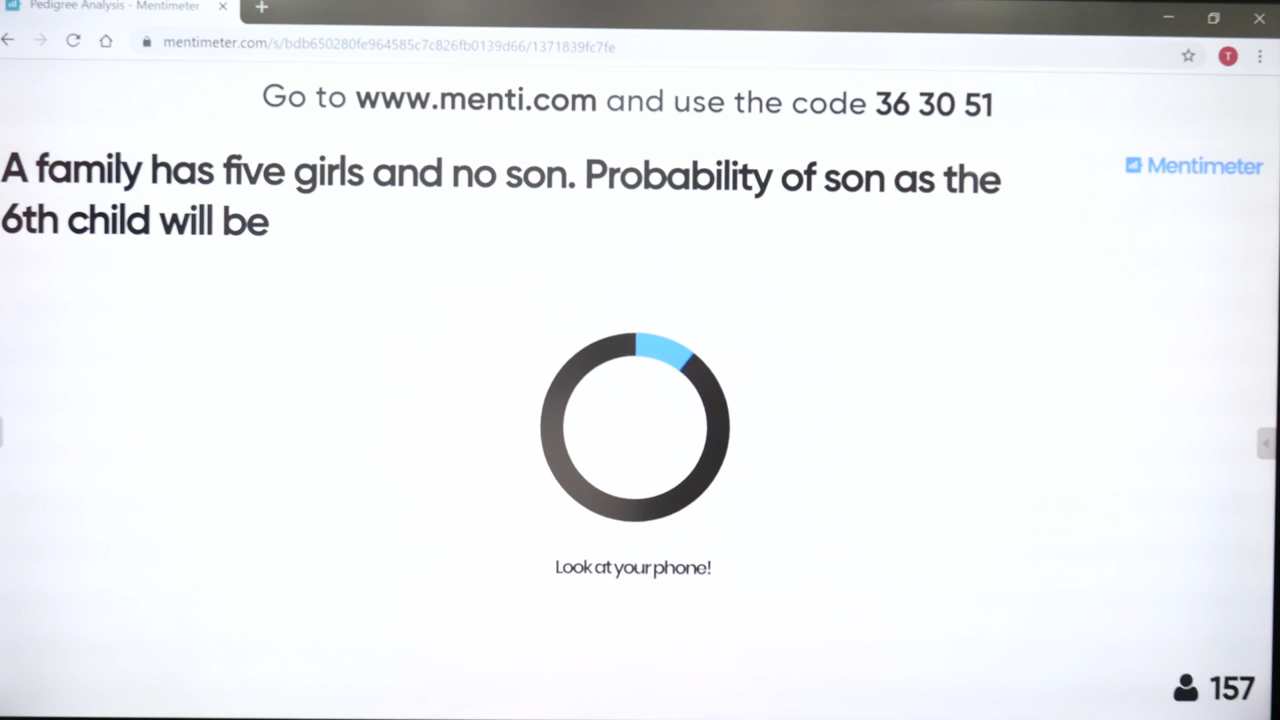 Pedigree Analysis - Mentimeter
mentimeter.com/s/bdb650280fe964585c7c826fb0139d66/1371839fc7fe
T
Go to www.menti.com and use the code 36 30 51
Mentimeter
A family has five girls and no son. Probability of son as the
6th child will be
Look at your phone!
157